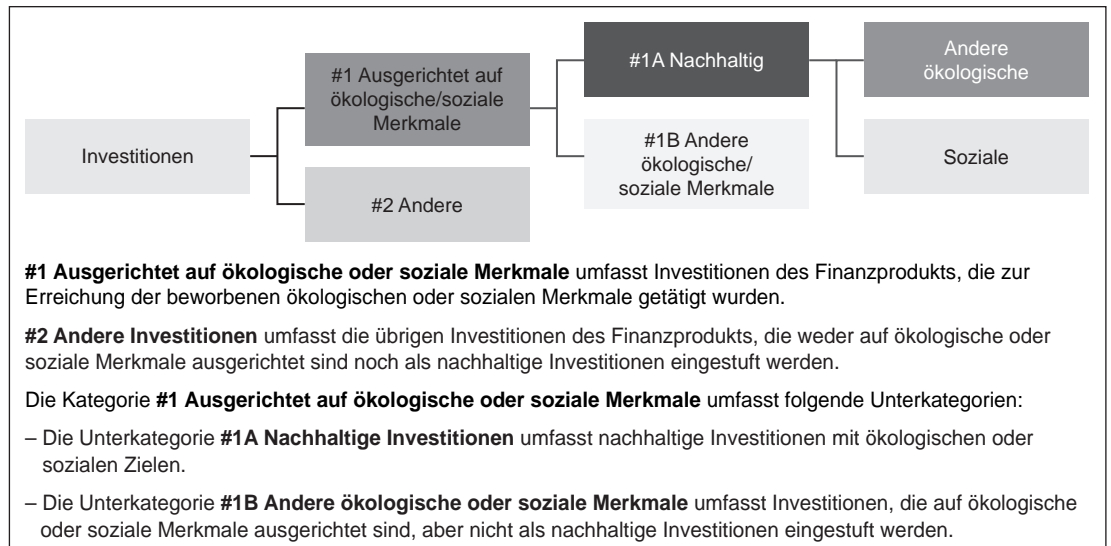 Investitionen
#1 Ausgerichtet auf
ökologische/soziale
Merkmale
#2 Andere
#1A Nachhaltig
#1B Andere
ökologische/
soziale Merkmale
Andere
ökologische
Soziale
#1 Ausgerichtet auf ökologische oder soziale Merkmale umfasst Investitionen des Finanzprodukts, die zur
Erreichung der beworbenen ökologischen oder sozialen Merkmale getätigt wurden.
#2 Andere Investitionen umfasst die übrigen Investitionen des Finanzprodukts, die weder auf ökologische oder
soziale Merkmale ausgerichtet sind noch als nachhaltige Investitionen eingestuft werden.
Die Kategorie #1 Ausgerichtet auf ökologische oder soziale Merkmale umfasst folgende Unterkategorien:
– Die Unterkategorie #1A Nachhaltige Investitionen umfasst nachhaltige Investitionen mit ökologischen oder
sozialen Zielen.
– Die Unterkategorie #1B Andere ökologische oder soziale Merkmale umfasst Investitionen, die auf ökologische
oder soziale Merkmale ausgerichtet sind, aber nicht als nachhaltige Investitionen eingestuft werden.